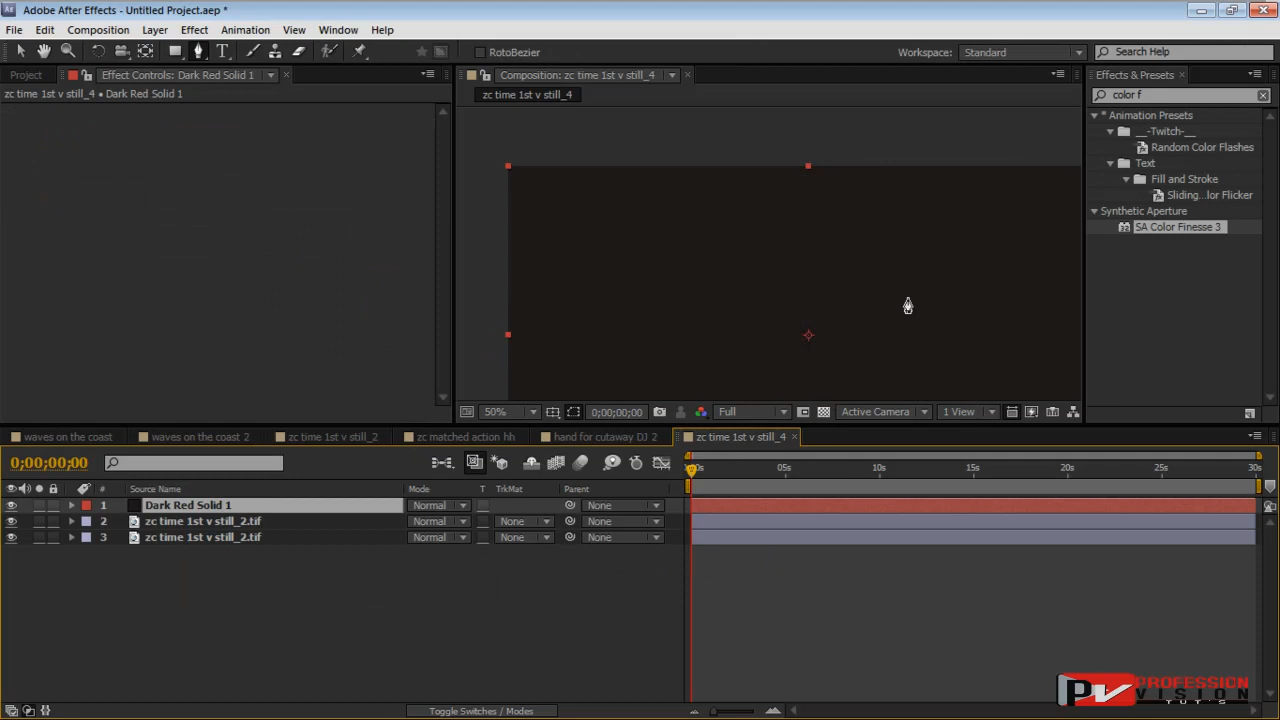 Adobe After Effects - Untitled Project.aep *
File Edit Composition Layer Effect Animation View Window Help
RotoBezier
Workspace: Standard
Search Help
Project
Effect Controls: Dark Red Solid 1
Composition: zc time 1st v still_4
Effects & Presets
zc time 1st v still_4 • Dark Red Solid 1
zc time 1st v still_4
color f
* Animation Presets
__-Twitch-__
Random Color Flashes
Text
Fill and Stroke
Sliding...lor Flicker
Synthetic Aperture
SA Color Finesse 3
50%
0;00;00;00
Full
Active Camera
1 View
waves on the coast
waves on the coast 2
zc time 1st v still_2
zc matched action hh
hand for cutaway DJ 2
zc time 1st v still_4
0;00;00;00
05s 10s 15s 20s 25s 30s
# Source Name Mode T TrkMat Parent
1 Dark Red Solid 1 Normal None
2 zc time 1st v still_2.tif Normal None None
3 zc time 1st v still_2.tif Normal None None
Toggle Switches / Modes
PV PROFESSION
VISION
TUT'S